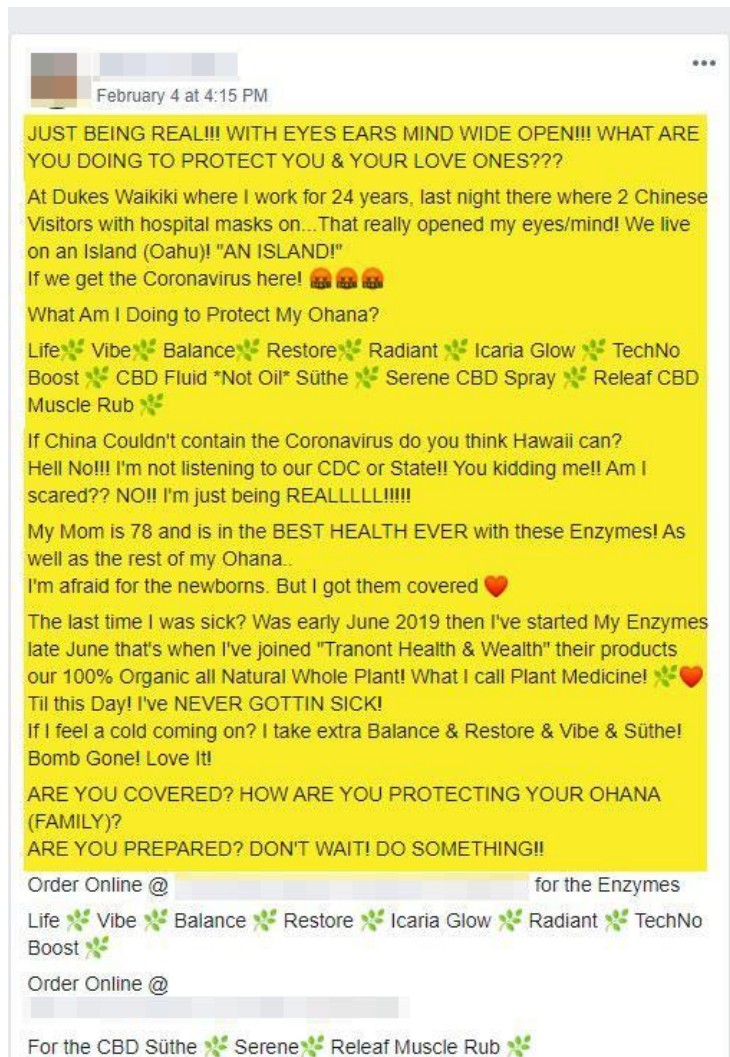 February 4 at 4:15 PM
JUST BEING REAL!!! WITH EYES EARS MIND WIDE OPEN!!! WHAT ARE
YOU DOING TO PROTECT YOU & YOUR LOVE ONES???
At Dukes Waikiki where I work for 24 years, last night there where 2 Chinese
Visitors with hospital masks on...That really opened my eyes/mind! We live
on an Island (Oahu)! "AN ISLAND!"
If we get the Coronavirus here! 🤬🤬🤬
What Am I Doing to Protect My Ohana?
Life🌿 Vibe🌿 Balance🌿 Restore🌿 Radiant 🌿 Icaria Glow 🌿 TechNo
Boost 🌿 CBD Fluid *Not Oil* Süthe 🌿 Serene CBD Spray 🌿 Releaf CBD
Muscle Rub 🌿
If China Couldn't contain the Coronavirus do you think Hawaii can?
Hell No!!! I'm not listening to our CDC or State!! You kidding me!! Am I
scared?? NO!! I'm just being REALLLLL!!!!!
My Mom is 78 and is in the BEST HEALTH EVER with these Enzymes! As
well as the rest of my Ohana..
I'm afraid for the newborns. But I got them covered ❤️
The last time I was sick? Was early June 2019 then I've started My Enzymes
late June that's when I've joined "Tranont Health & Wealth" their products
our 100% Organic all Natural Whole Plant! What I call Plant Medicine! 🌿❤️
Til this Day! I've NEVER GOTTIN SICK!
If I feel a cold coming on? I take extra Balance & Restore & Vibe & Süthe!
Bomb Gone! Love It!
ARE YOU COVERED? HOW ARE YOU PROTECTING YOUR OHANA
(FAMILY)?
ARE YOU PREPARED? DON'T WAIT! DO SOMETHING!!
Order Online @ for the Enzymes
Life 🌿 Vibe 🌿 Balance 🌿 Restore 🌿 Icaria Glow 🌿 Radiant 🌿 TechNo
Boost 🌿
Order Online @
For the CBD Süthe 🌿 Serene🌿 Releaf Muscle Rub 🌿